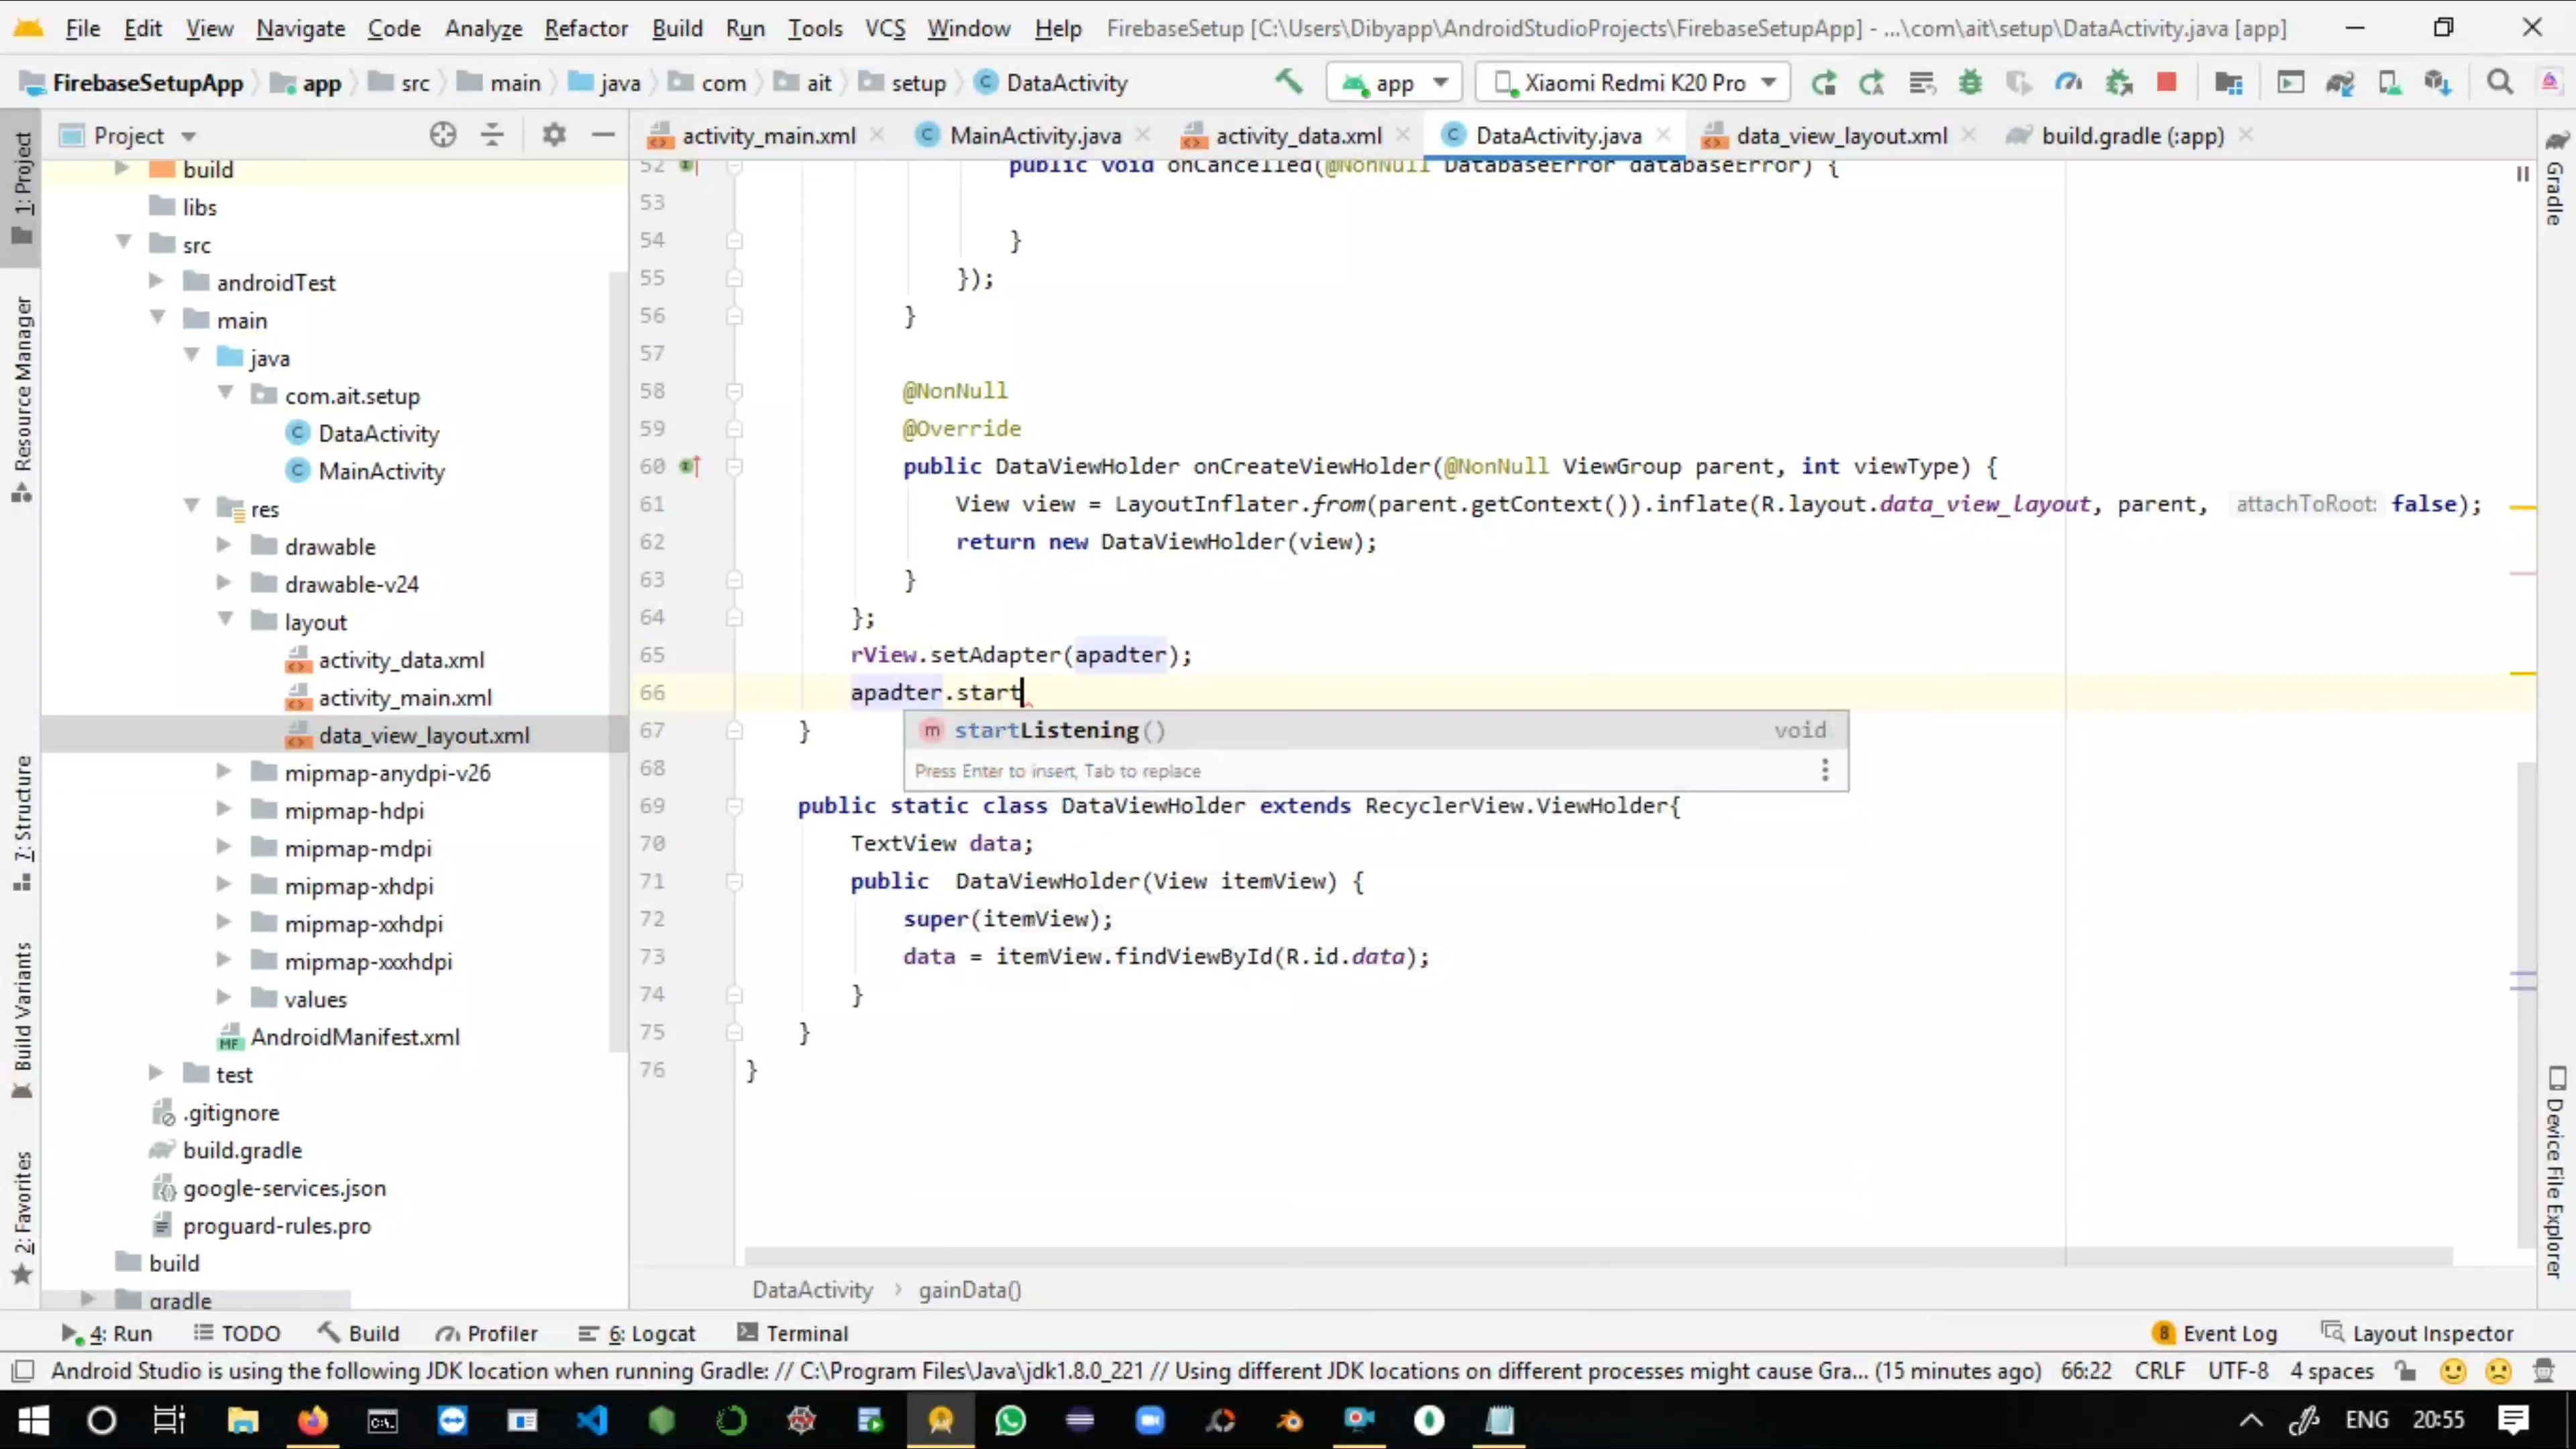 File Edit View Navigate Code Analyze Refactor Build Run Tools VCS Window Help FirebaseSetup [C:\Users\Dibyapp\AndroidStudioProjects\FirebaseSetupApp] - ...\com\ait\setup\DataActivity.java [app]
FirebaseSetupApp app src main java com ait setup DataActivity app Xiaomi Redmi K20 Pro
Project activity_main.xml MainActivity.java activity_data.xml DataActivity.java data_view_layout.xml build.gradle (:app)
1: Project
Resource Manager
7: Structure
Build Variants
2: Favorites
build
libs
src
androidTest
main
java
com.ait.setup
DataActivity
MainActivity
res
drawable
drawable-v24
layout
activity_data.xml
activity_main.xml
data_view_layout.xml
mipmap-anydpi-v26
mipmap-hdpi
mipmap-mdpi
mipmap-xhdpi
mipmap-xxhdpi
mipmap-xxxhdpi
values
AndroidManifest.xml
test
.gitignore
build.gradle
google-services.json
proguard-rules.pro
build
gradle
52 public void onCancelled(@NonNull DatabaseError databaseError) {
53
54 }
55 });
56 }
57
58 @NonNull
59 @Override
60 public DataViewHolder onCreateViewHolder(@NonNull ViewGroup parent, int viewType) {
61 View view = LayoutInflater.from(parent.getContext()).inflate(R.layout.data_view_layout, parent, attachToRoot: false);
62 return new DataViewHolder(view);
63 }
64 };
65 rView.setAdapter(apadter);
66 apadter.start
67 }
startListening() void
68
Press Enter to insert, Tab to replace
69 public static class DataViewHolder extends RecyclerView.ViewHolder{
70 TextView data;
71 public DataViewHolder(View itemView) {
72 super(itemView);
73 data = itemView.findViewById(R.id.data);
74 }
75 }
76 }
DataActivity gainData()
Gradle
Device File Explorer
4: Run TODO Build Profiler 6: Logcat Terminal 8 Event Log Layout Inspector
Android Studio is using the following JDK location when running Gradle: // C:\Program Files\Java\jdk1.8.0_221 // Using different JDK locations on different processes might cause Gra... (15 minutes ago) 66:22 CRLF UTF-8 4 spaces
ENG 20:55